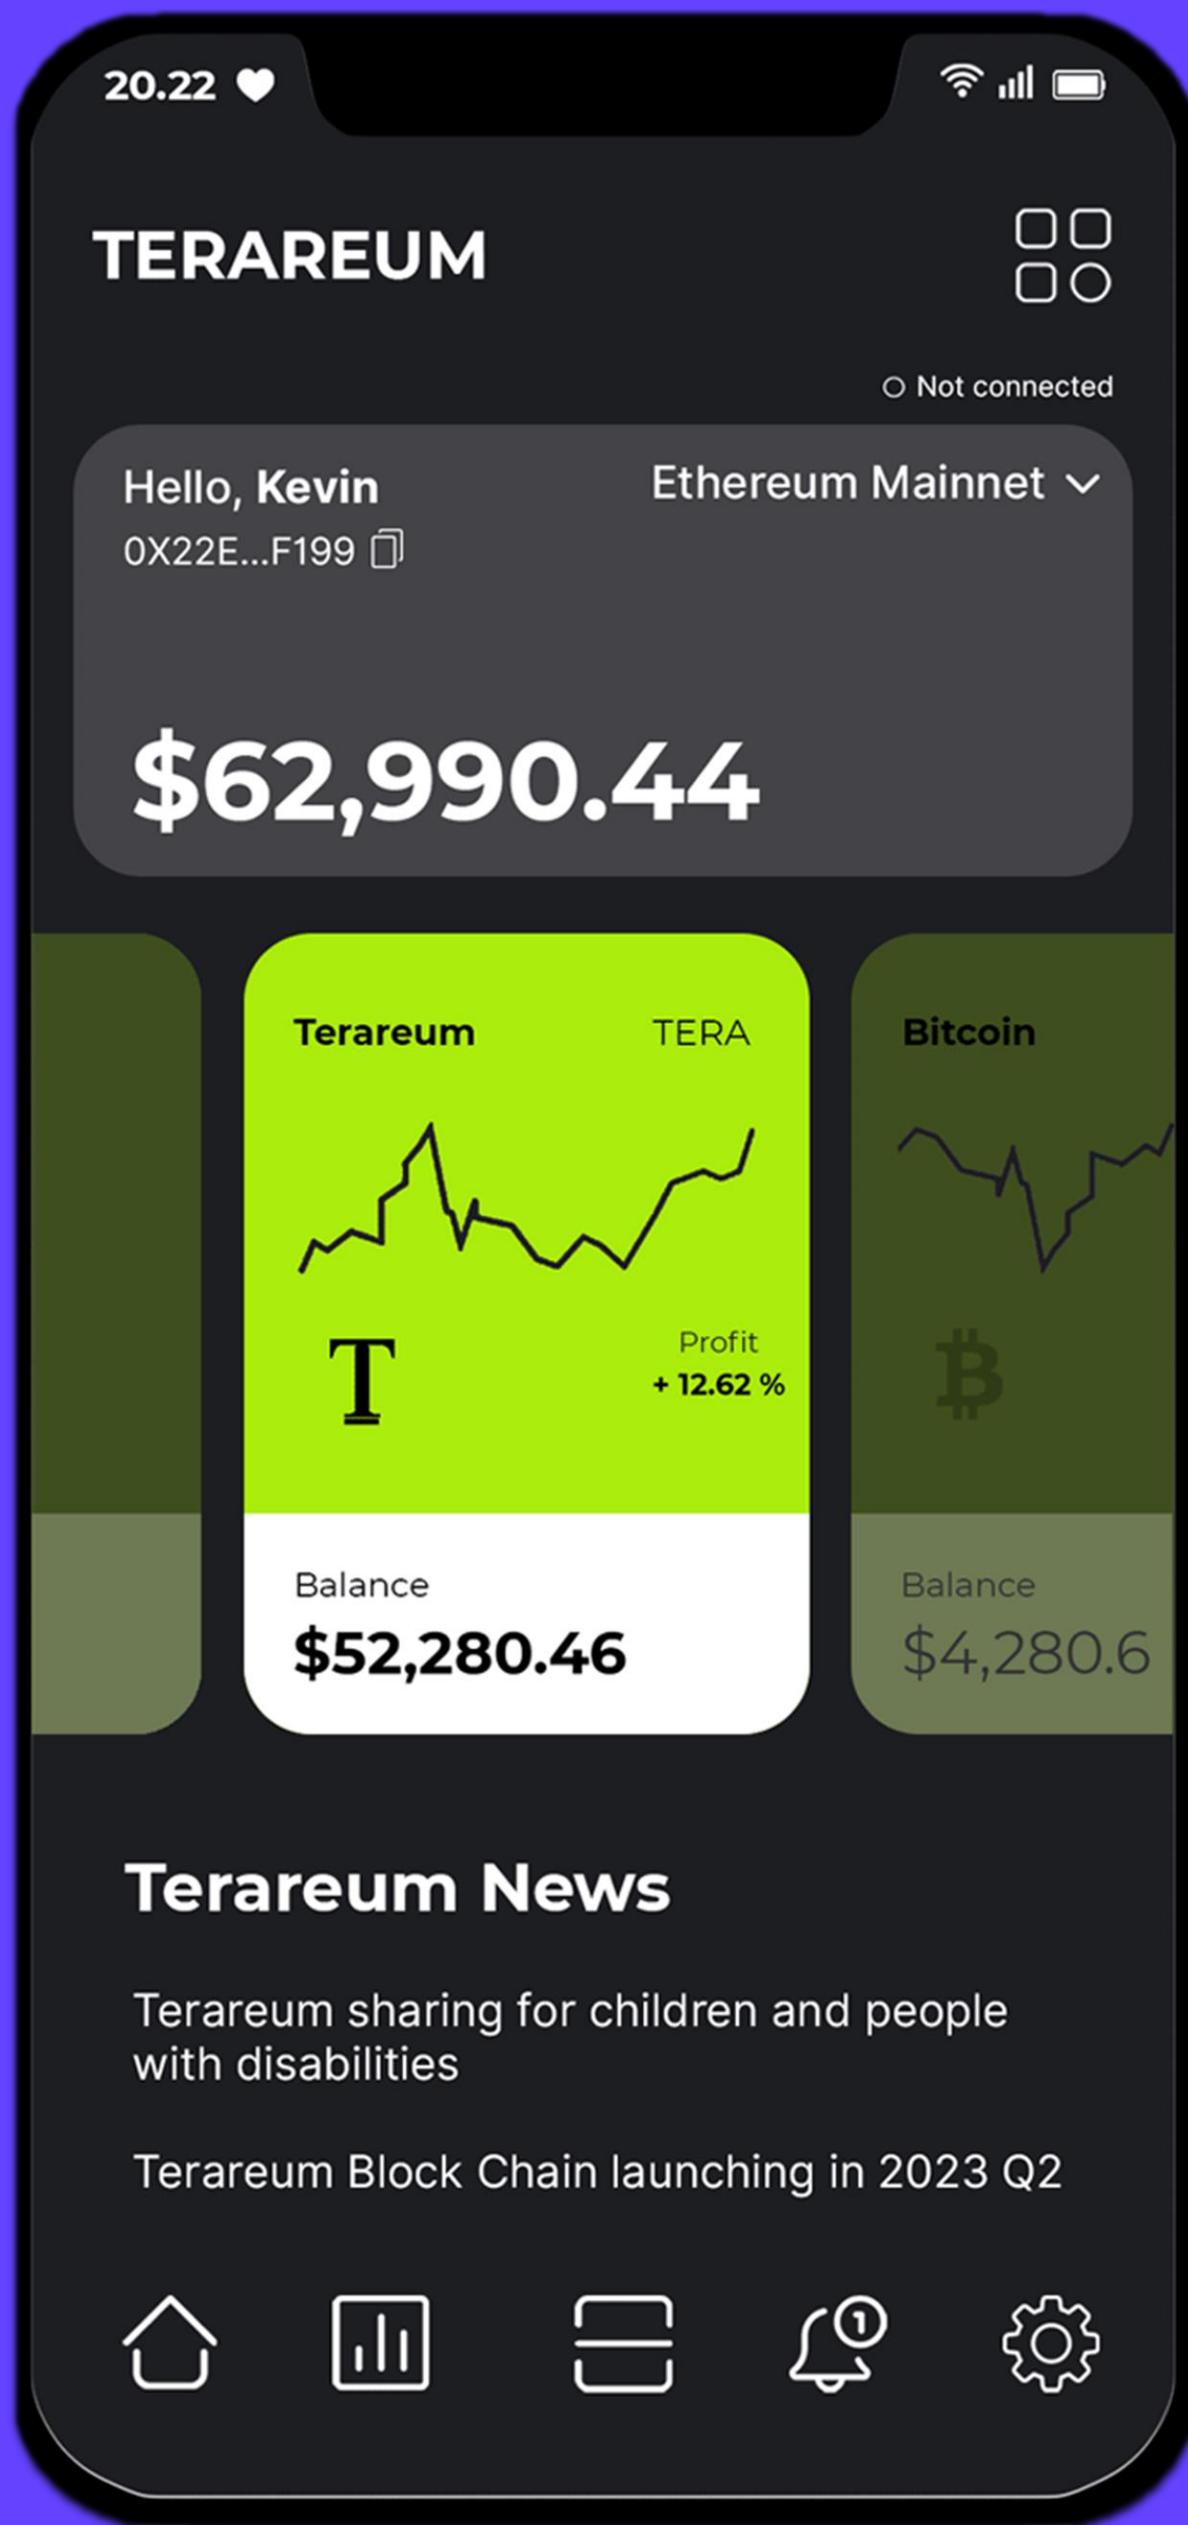 20.22
TERAREUM
Not connected
Hello, Kevin
Ethereum Mainnet
0X22E...F199
$62,990.44
Terareum
TERA
Bitcoin
T
Profit
+ 12.62 %
Balance
$52,280.46
Balance
$4,280.6
Terareum News
Terareum sharing for children and people
with disabilities
Terareum Block Chain launching in 2023 Q2
1